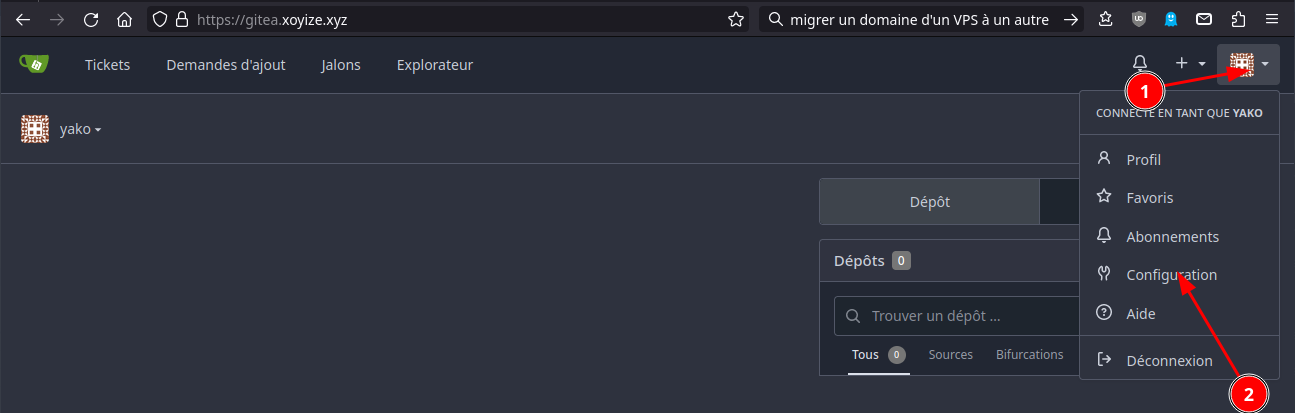 https://gitea.xoyize.xyz
migrer un domaine d'un VPS à un autre
Tickets
Demandes d'ajout
Jalons
Explorateur
1
CONNECTÉ EN TANT QUE YAKO
yako
Profil
Favoris
Dépôt
Abonnements
Dépôts 0
Configuration
Trouver un dépôt ...
Aide
Tous 0
Sources
Bifurcations
Déconnexion
2